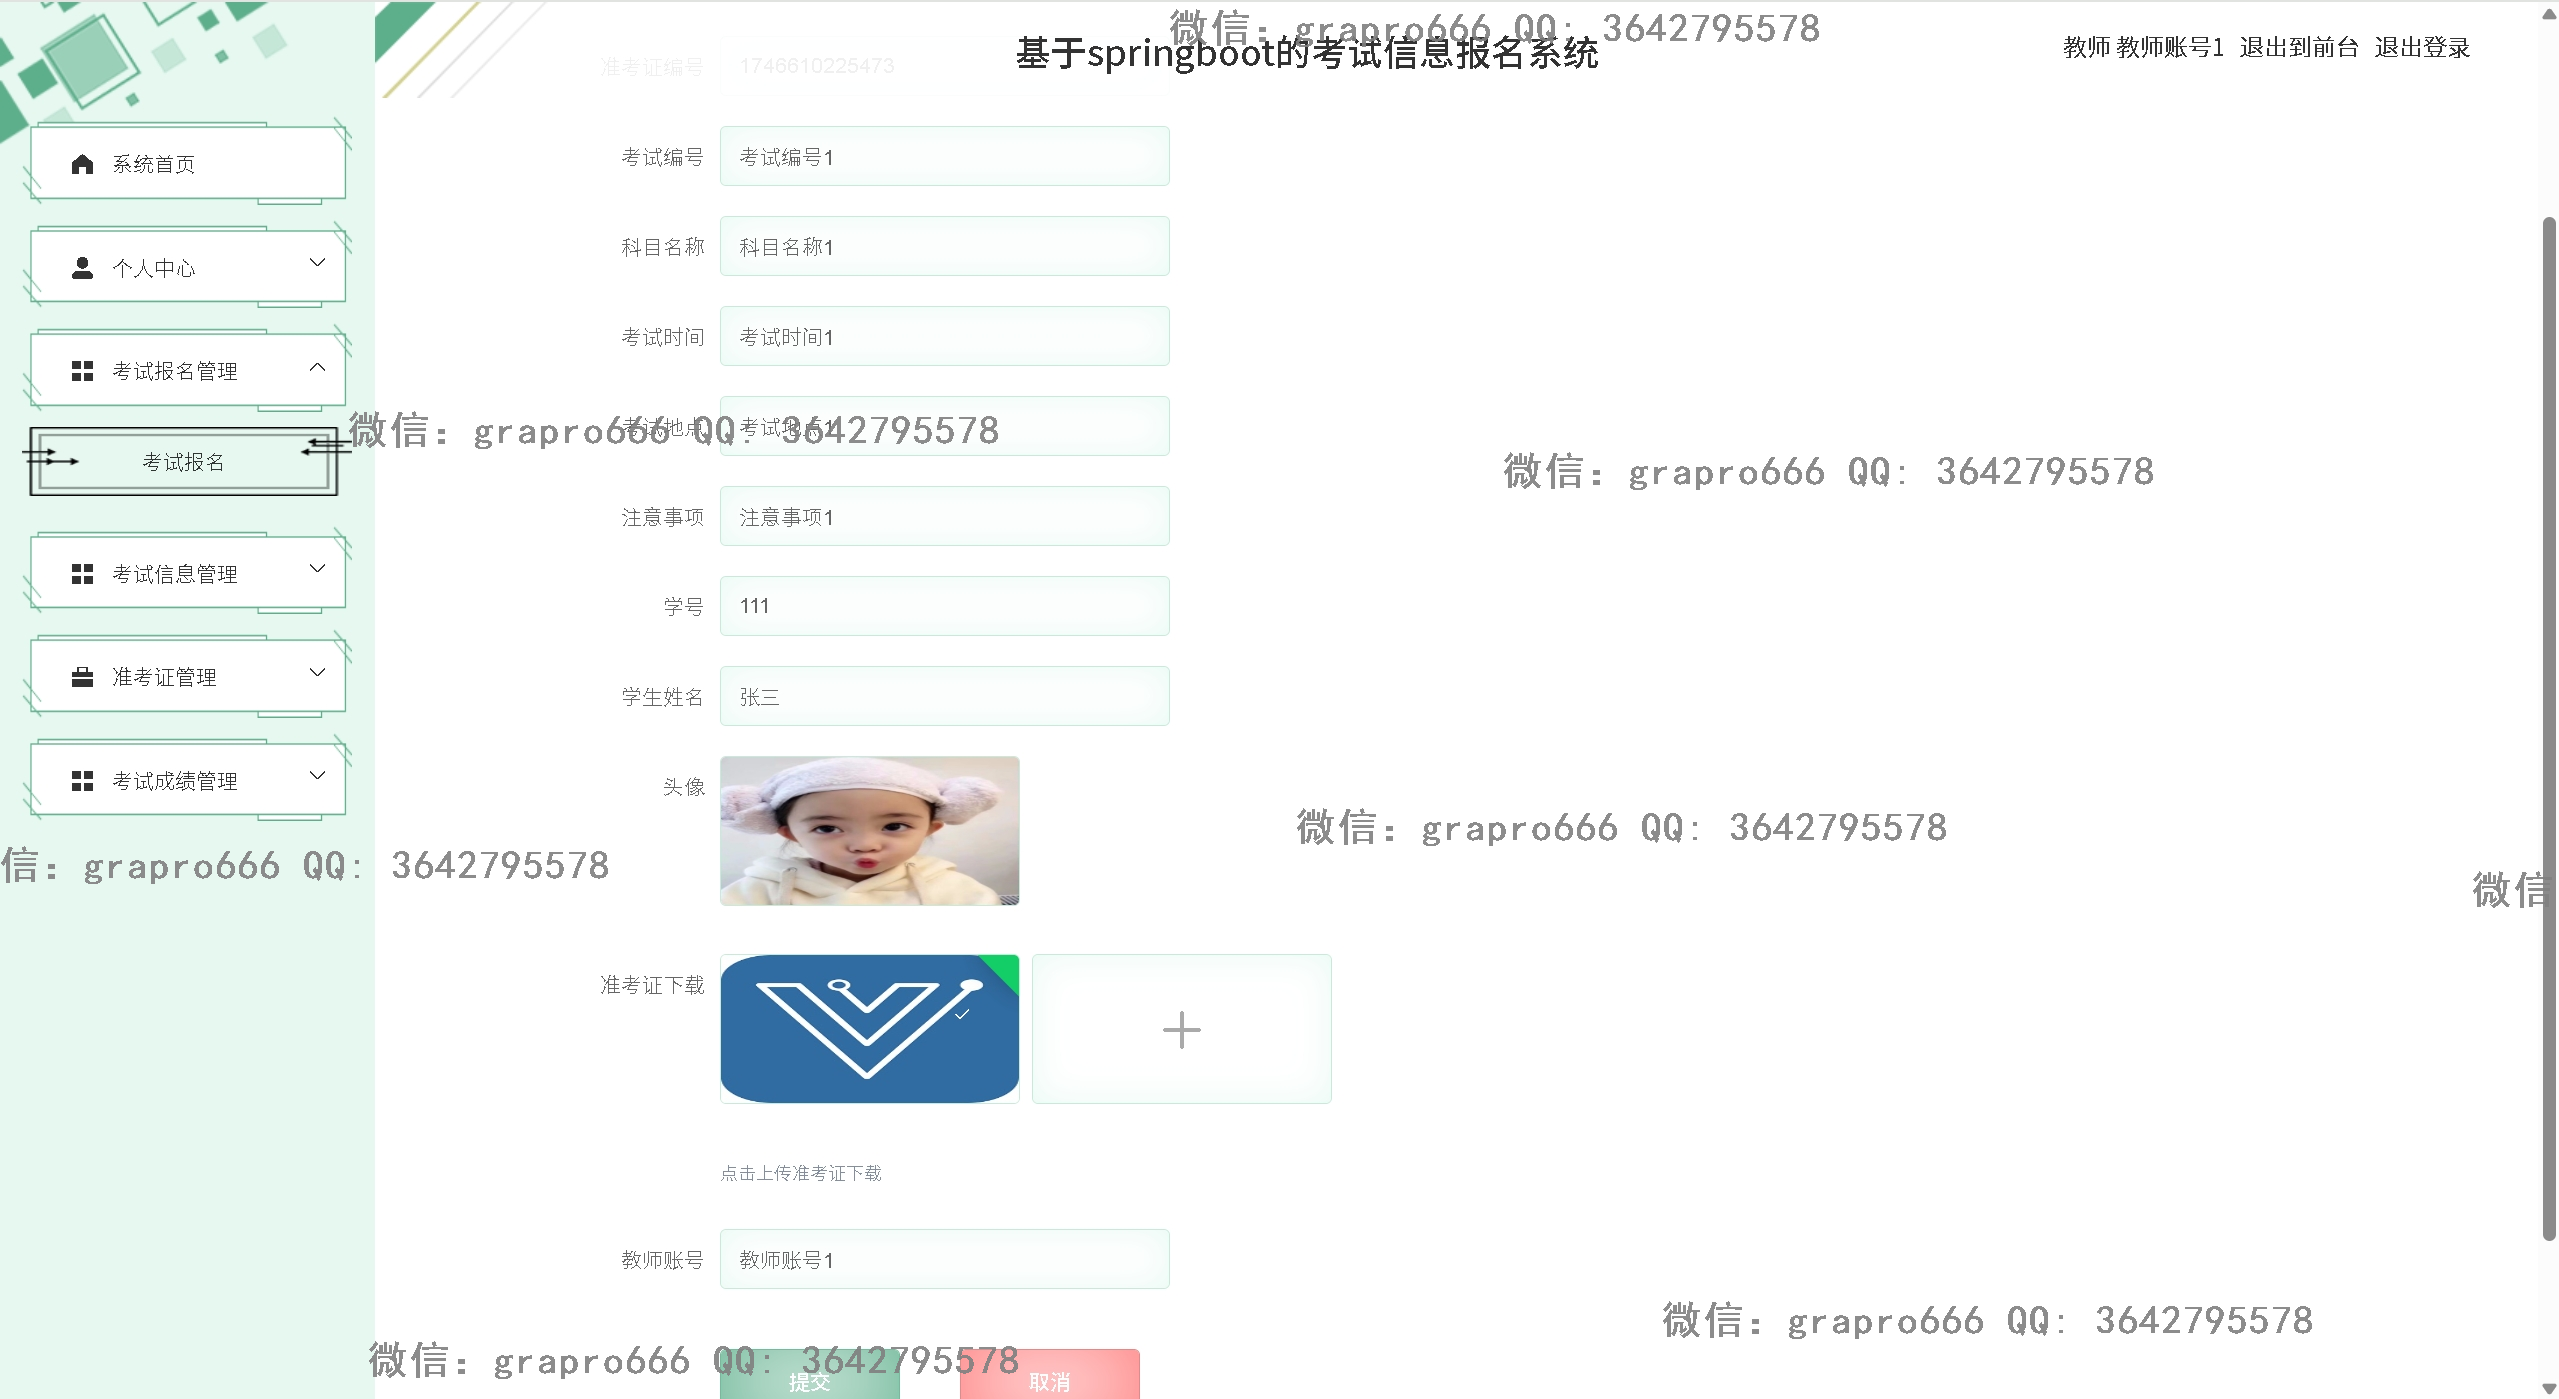 微信: grapro666 QQ: 3642795578
基于springboot的考试信息报名系统
教师 教师账号1 退出到前台 退出登录
准考证编号 1746610225473
系统首页
个人中心
考试报名管理
考试报名
考试信息管理
准考证管理
考试成绩管理
考试编号 考试编号1
科目名称 科目名称1
考试时间 考试时间1
考试地点 考试地点1
微信: grapro666 QQ: 3642795578
微信: grapro666 QQ: 3642795578
注意事项 注意事项1
学号 111
学生姓名 张三
头像
微信: grapro666 QQ: 3642795578
信: grapro666 QQ: 3642795578
微信
准考证下载
点击上传准考证下载
教师账号 教师账号1
微信: grapro666 QQ: 3642795578
微信: grapro666 QQ: 3642795578
提交 取消